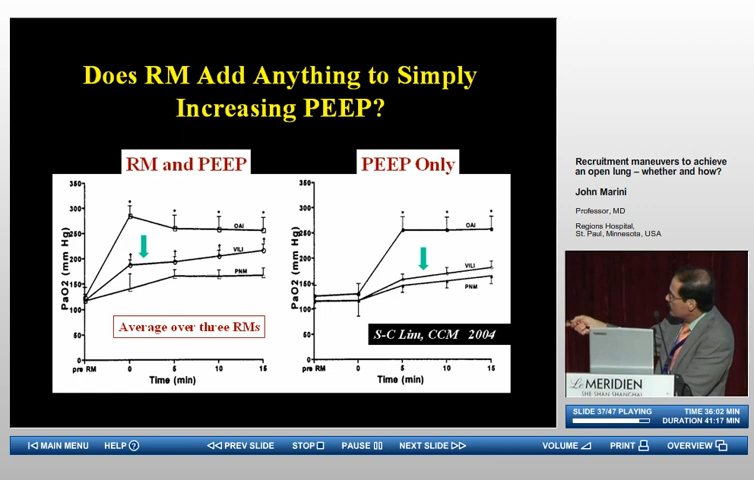 Does RM Add Anything to Simply
Increasing PEEP?
RM and PEEP
PEEP Only
350
300
250
200
150
100
50
0
PaO2 (mm Hg)
OAI
VILI
PNM
Average over three RMs
pre RM 0 5 10 15
Time (min)
350
300
250
200
150
100
50
0
PaO2 (mm Hg)
OAI
VILI
PNM
S-C Lim, CCM 2004
pre RM 0 5 10 15
Time (min)
Recruitment maneuvers to achieve
an open lung – whether and how?
John Marini
Professor, MD
Regions Hospital,
St. Paul, Minnesota, USA
Le MERIDIEN
SHE SHAN SHANGHAI
SLIDE 37/47 PLAYING TIME 36:02 MIN
DURATION 41:17 MIN
MAIN MENU HELP ? PREV SLIDE STOP PAUSE NEXT SLIDE VOLUME PRINT OVERVIEW